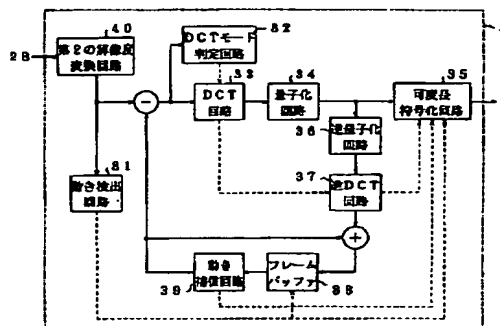 40
第2の解像度
変換回路
28
32
DCTモード
判定回路
33
DCT
回路
34
量子化
回路
35
可変長
符号化回路
36
逆量子化
回路
37
逆DCT
回路
31
動き検出
回路
39
動き
補償回路
フレーム
バッファ
38